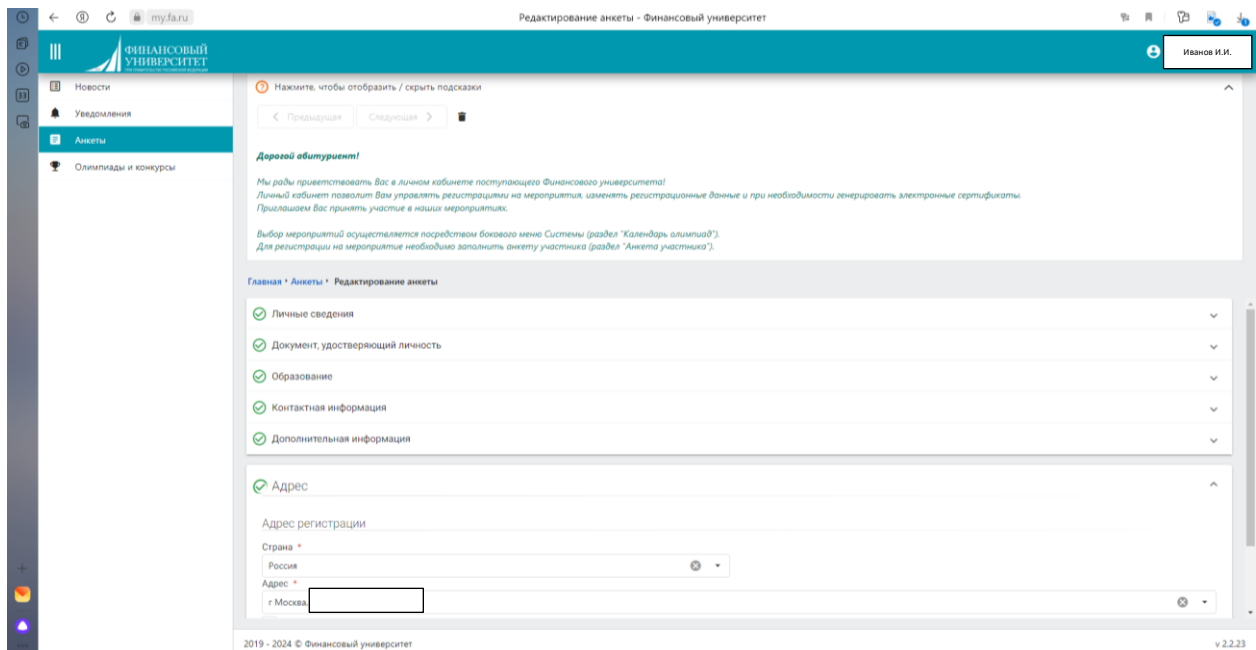 my.fa.ru
Редактирование анкеты - Финансовый университет
ФИНАНСОВЫЙ
УНИВЕРСИТЕТ
Иванов И.И.
Новости
Уведомления
Анкеты
Олимпиады и конкурсы
Нажмите, чтобы отобразить / скрыть подсказки
Предыдущая Следующая
Дорогой абитуриент!
Мы рады приветствовать Вас в личном кабинете поступающего Финансового университета!
Личный кабинет позволит Вам управлять регистрациями на мероприятия, изменять регистрационные данные и при необходимости генерировать электронные сертификаты.
Приглашаем Вас принять участие в наших мероприятиях.
Выбор мероприятий осуществляется посредством бокового меню Системы (раздел "Календарь олимпиад").
Для регистрации на мероприятие необходимо заполнить анкету участника (раздел "Анкета участника").
Главная • Анкеты • Редактирование анкеты
Личные сведения
Документ, удостверяющий личность
Образование
Контактная информация
Дополнительная информация
Адрес
Адрес регистрации
Страна *
Россия
Адрес *
г Москва,
2019 - 2024 © Финансовый университет
v 2.2.23